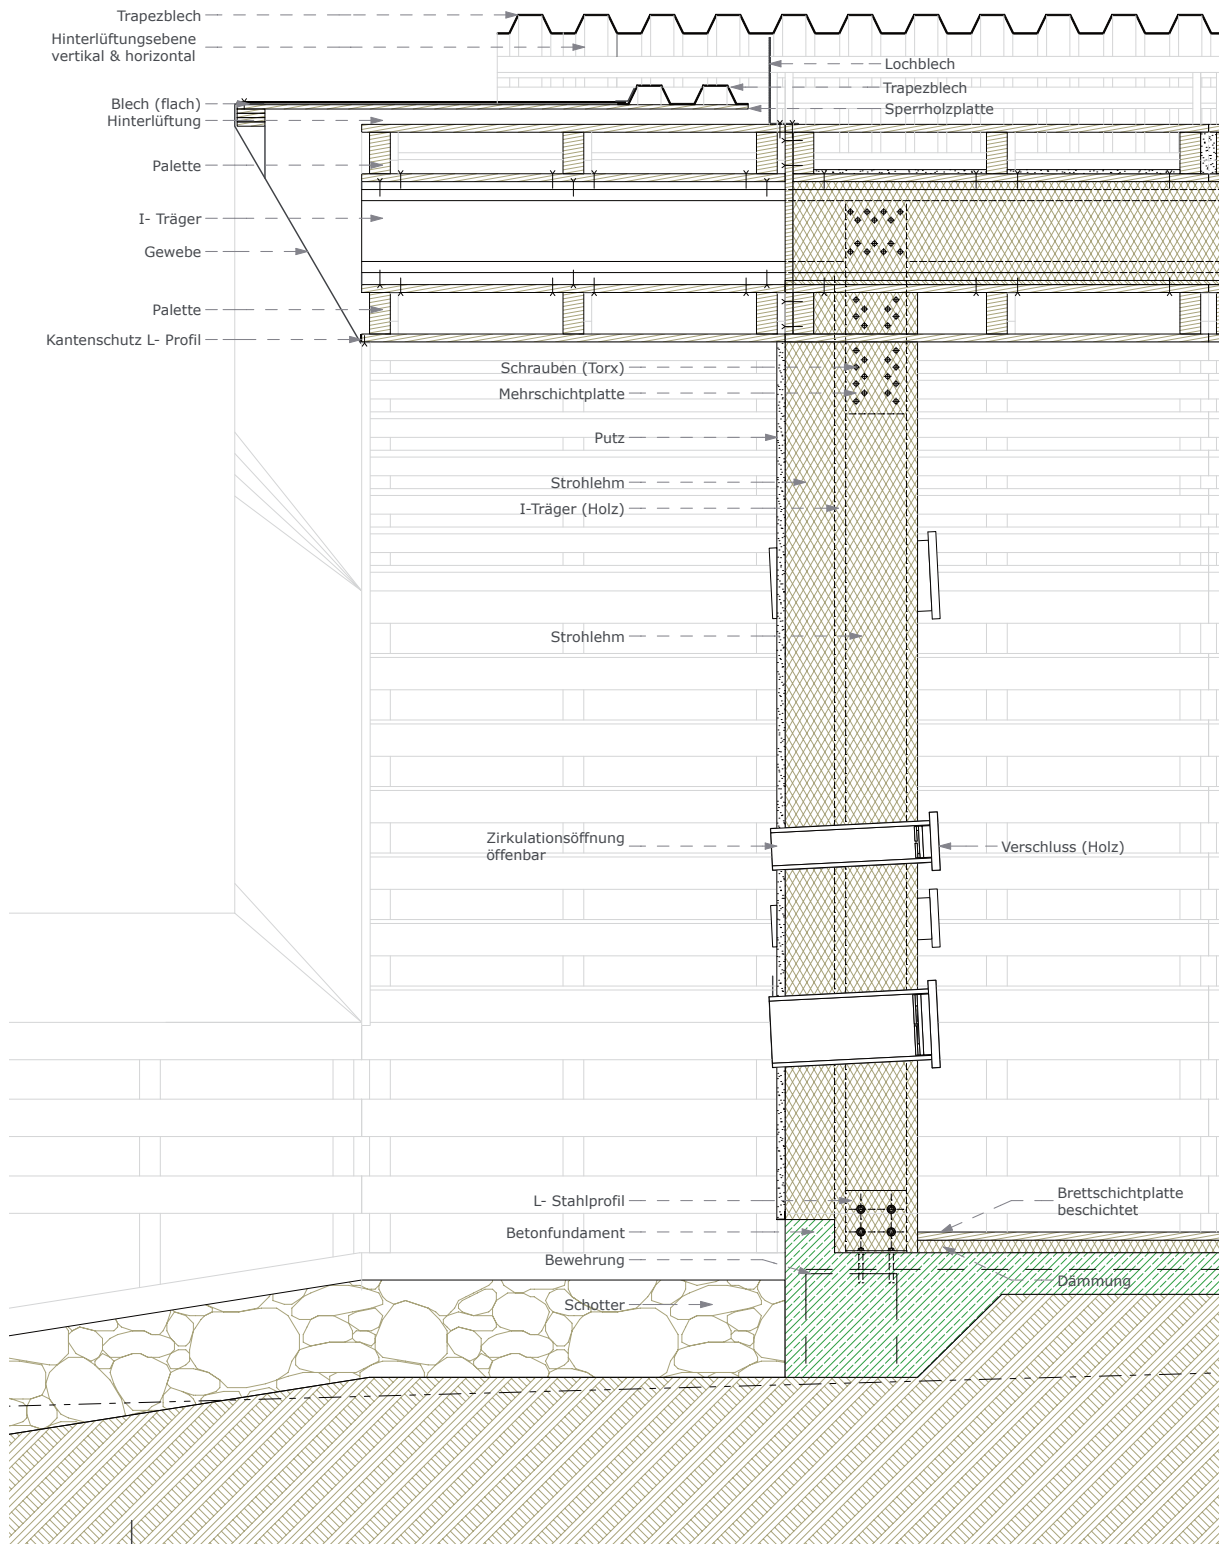 Trapezblech
Hinterlüftungsebene
vertikal & horizontal
Lochblech
Trapezblech
Blech (flach)
Sperrholzplatte
Hinterlüftung
Palette
I- Träger
Gewebe
Palette
Kantenschutz L- Profil
Schrauben (Torx)
Mehrschichtplatte
Putz
Strohlehm
I-Träger (Holz)
Strohlehm
Zirkulationsöffnung
öffenbar
Verschluss (Holz)
L- Stahlprofil
Brettschichtplatte
beschichtet
Betonfundament
Bewehrung
Dämmung
Schotter